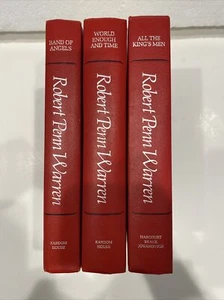 BAND OF
ANGELS
Robert Penn Warren
RANDOM
HOUSE
WORLD
ENOUGH
AND TIME
Robert Penn Warren
RANDOM
HOUSE
ALL THE
KING'S MEN
Robert Penn Warren
HARCOURT
BRACE
JOVANOVICH